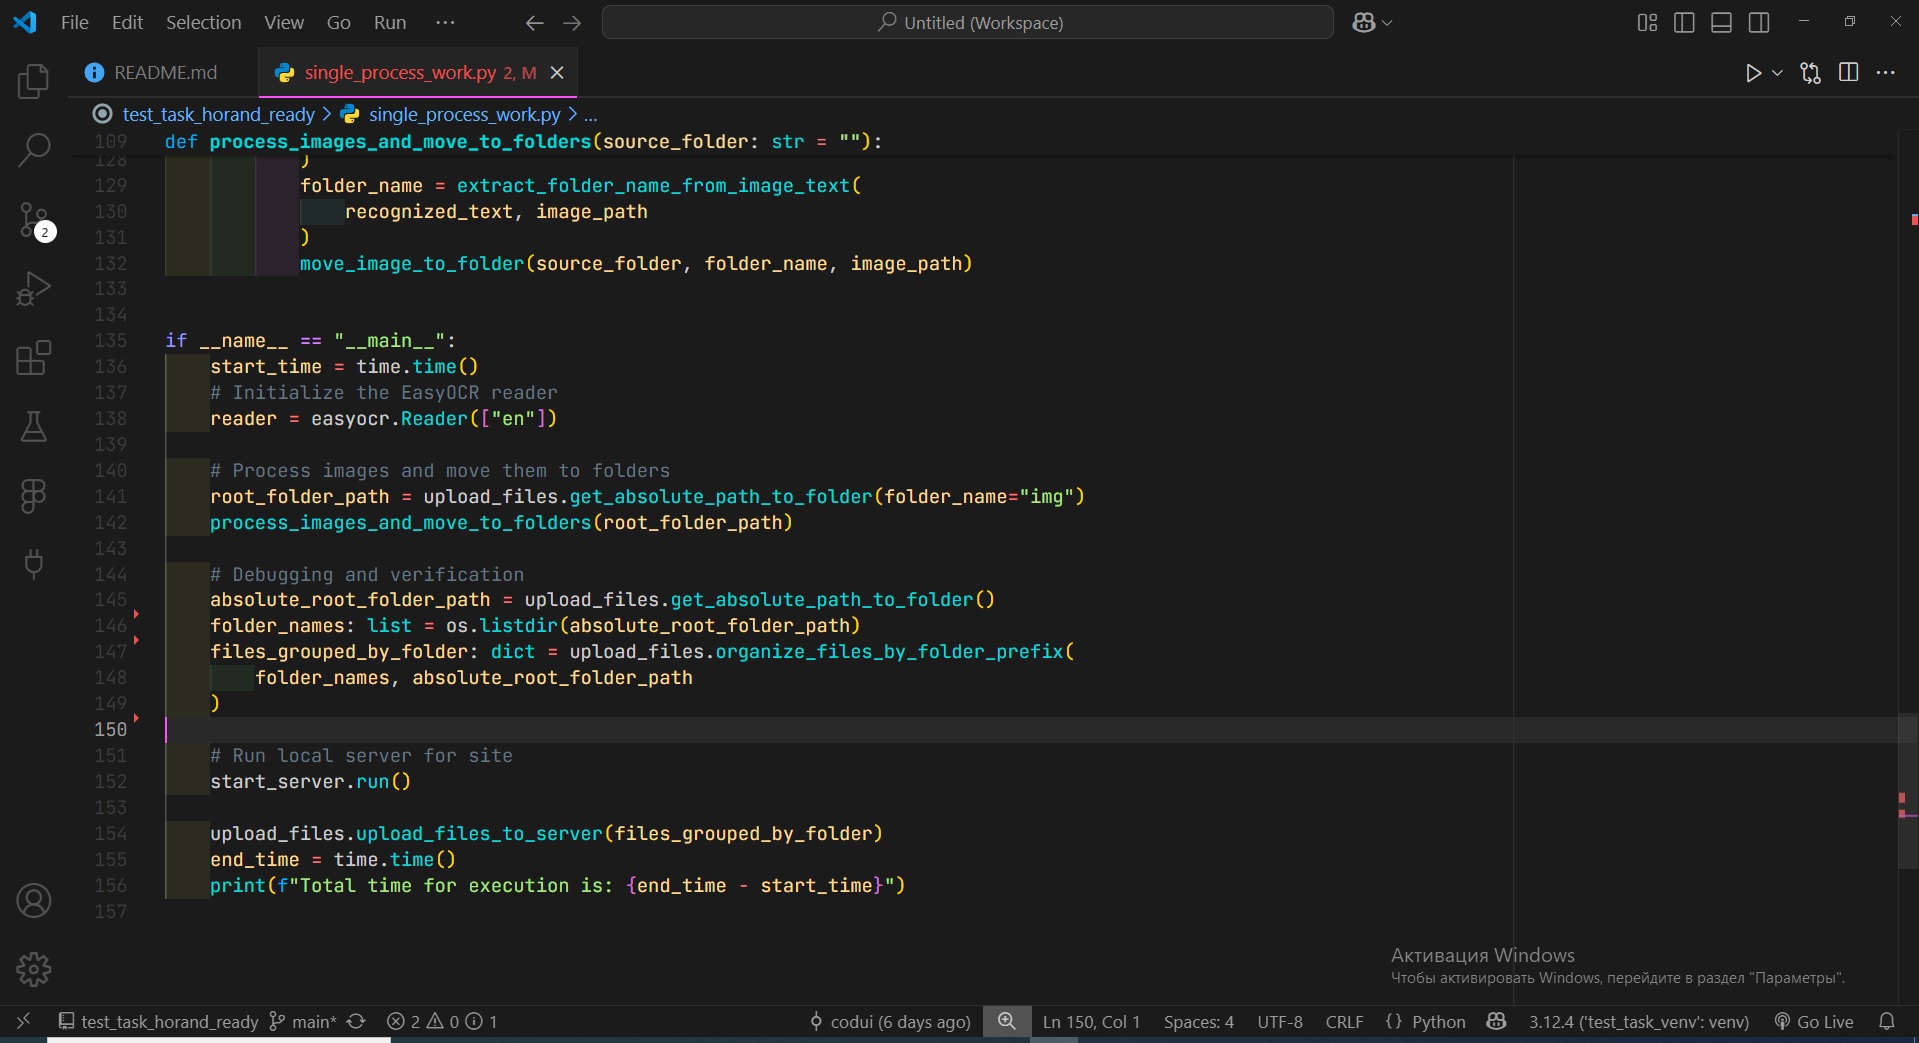 File Edit Selection View Go Run ··· Untitled (Workspace)
README.md single_process_work.py 2, M
test_task_horand_ready > single_process_work.py > ...
109 def process_images_and_move_to_folders(source_folder: str = ""):
128 )
129 folder_name = extract_folder_name_from_image_text(
130 recognized_text, image_path
131 )
132 move_image_to_folder(source_folder, folder_name, image_path)
133
134
135 if __name__ == "__main__":
136 start_time = time.time()
137 # Initialize the EasyOCR reader
138 reader = easyocr.Reader(["en"])
139
140 # Process images and move them to folders
141 root_folder_path = upload_files.get_absolute_path_to_folder(folder_name="img")
142 process_images_and_move_to_folders(root_folder_path)
143
144 # Debugging and verification
145 absolute_root_folder_path = upload_files.get_absolute_path_to_folder()
146 folder_names: list = os.listdir(absolute_root_folder_path)
147 files_grouped_by_folder: dict = upload_files.organize_files_by_folder_prefix(
148 folder_names, absolute_root_folder_path
149 )
150
151 # Run local server for site
152 start_server.run()
153
154 upload_files.upload_files_to_server(files_grouped_by_folder)
155 end_time = time.time()
156 print(f"Total time for execution is: {end_time - start_time}")
157
2
Активация Windows
Чтобы активировать Windows, перейдите в раздел "Параметры".
test_task_horand_ready main* 2 0 1 codui (6 days ago) Ln 150, Col 1 Spaces: 4 UTF-8 CRLF {} Python 3.12.4 ('test_task_venv': venv) Go Live